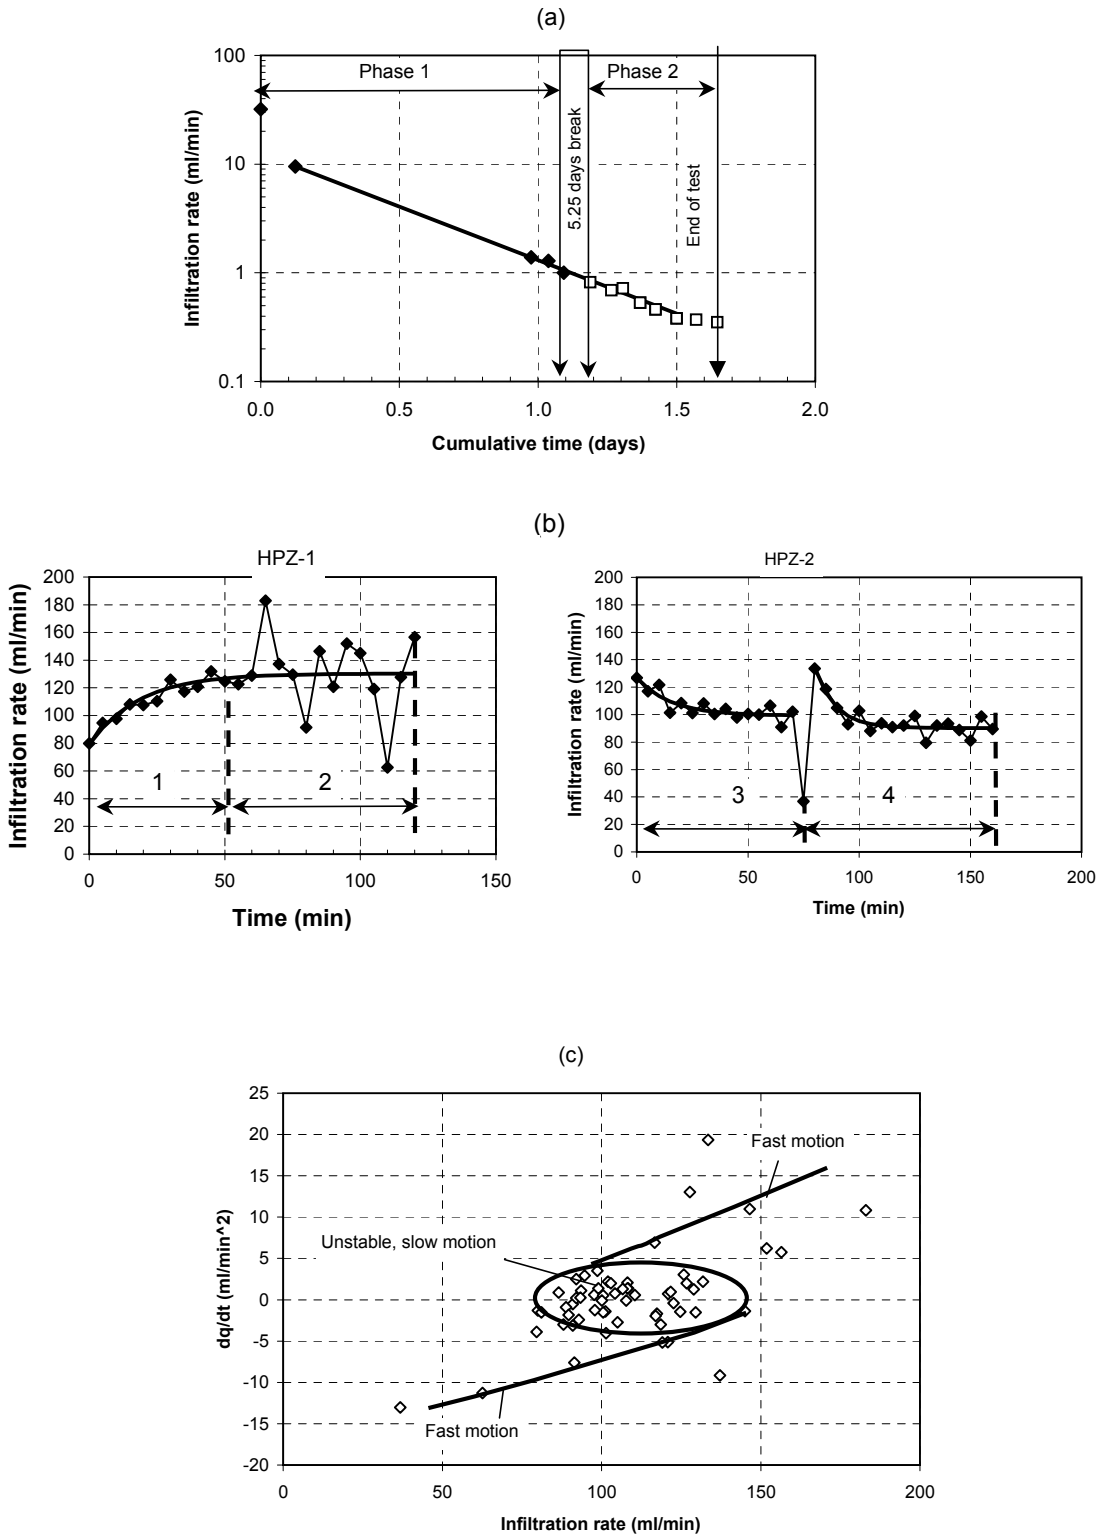 (a)
100
10
1
0.1
Infiltration rate (ml/min)
Phase 1
Phase 2
5.25 days break
End of test
0.0
0.5
1.0
1.5
2.0
Cumulative time (days)
(b)
HPZ-1
200
180
160
140
120
100
80
60
40
20
0
Infiltration rate (ml/min)
1
2
0
50
100
150
Time (min)
HPZ-2
200
180
160
140
120
100
80
60
40
20
0
Infiltration rate (ml/min)
3
4
0
50
100
150
200
Time (min)
(c)
25
20
15
10
5
0
-5
-10
-15
-20
dq/dt (ml/min^2)
Fast motion
Unstable, slow motion
Fast motion
0
50
100
150
200
Infiltration rate (ml/min)